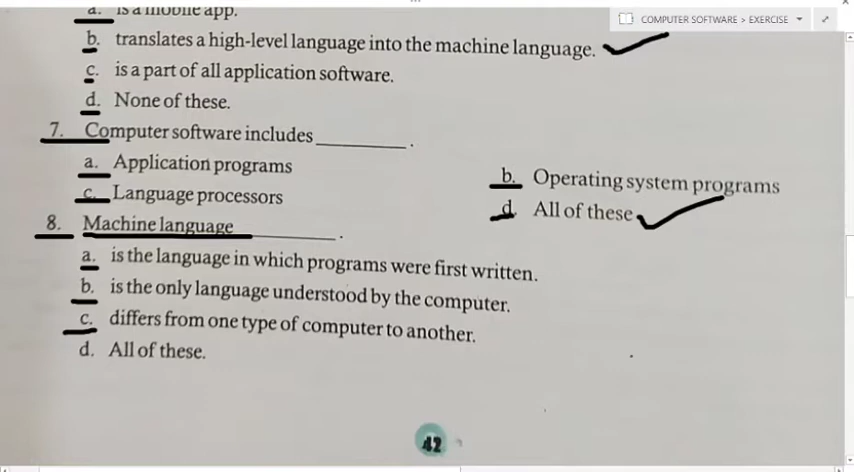 a. is a mobile app.
COMPUTER SOFTWARE > EXERCISE
b. translates a high-level language into the machine language.
c. is a part of all application software.
d. None of these.
7. Computer software includes __________.
a. Application programs
b. Operating system programs
c. Language processors
d. All of these
8. Machine language __________.
a. is the language in which programs were first written.
b. is the only language understood by the computer.
c. differs from one type of computer to another.
d. All of these.
42